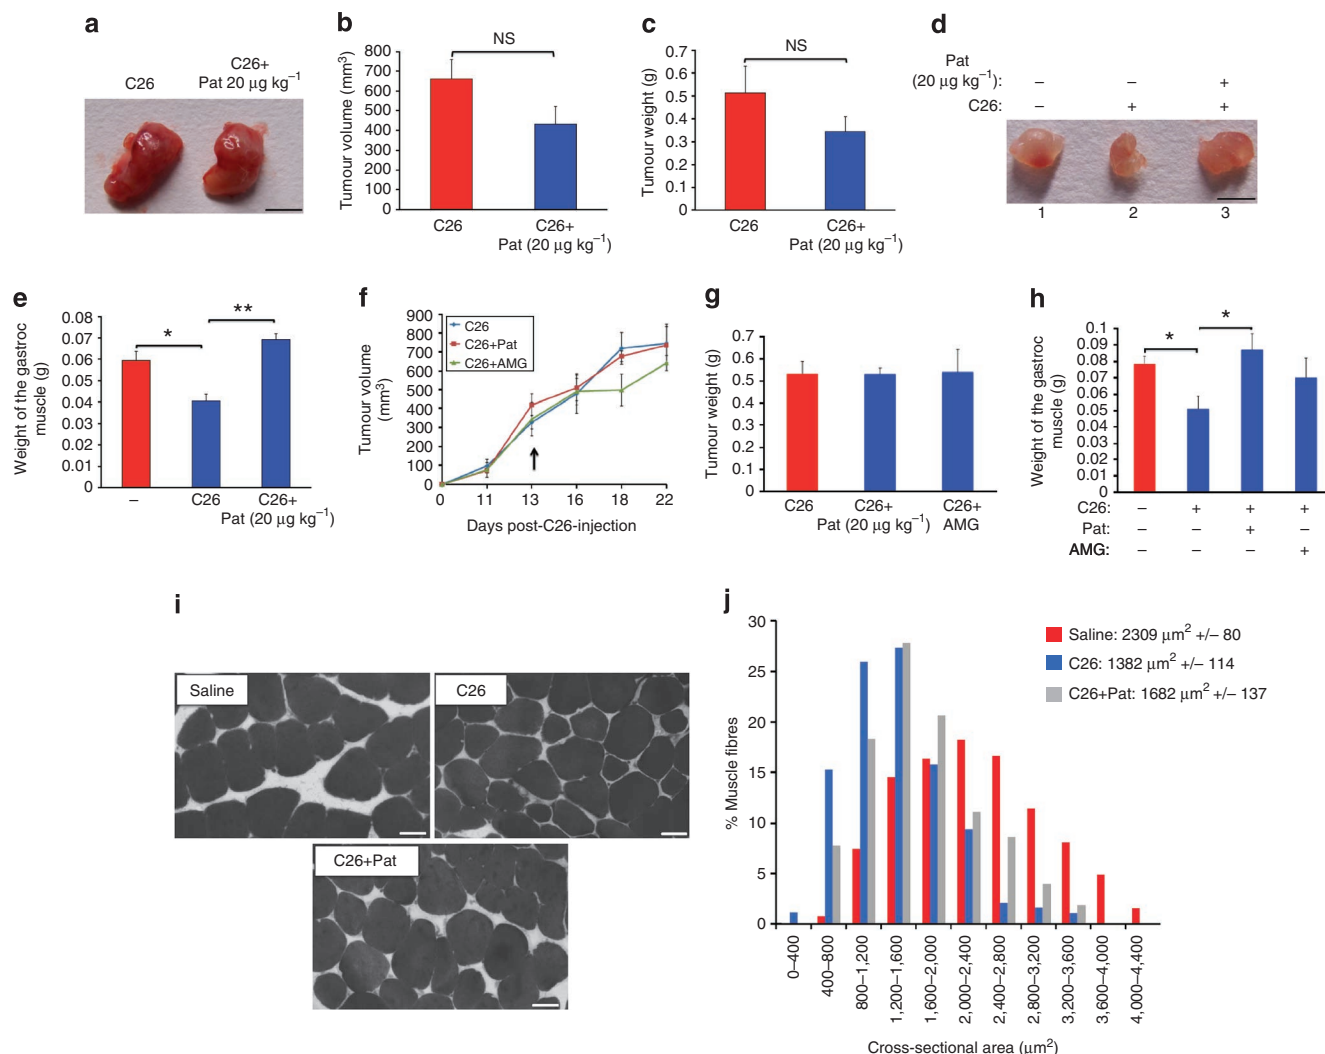 a
C26
C26+
Pat 20 µg kg–1
b
NS
Tumour volume (mm3)
800
700
600
500
400
300
200
100
0
C26
C26+
Pat (20 µg kg–1)
c
NS
Tumour weight (g)
0.7
0.6
0.5
0.4
0.3
0.2
0.1
0
C26
C26+
Pat (20 µg kg–1)
d
Pat
(20 µg kg–1): – – +
C26: – + +
1 2 3
e
Weight of the gastroc
muscle (g)
0.08
0.07
0.06
0.05
0.04
0.03
0.02
0.01
0
*
**
–
C26
C26+
Pat (20 µg kg–1)
f
Tumour volume
(mm3)
900
800
700
600
500
400
300
200
100
0
C26
C26+Pat
C26+AMG
0 11 13 16 18 22
Days post-C26-injection
g
Tumour weight (g)
0.7
0.6
0.5
0.4
0.3
0.2
0.1
0
C26
C26+
Pat (20 µg kg–1)
C26+
AMG
h
Weight of the gastroc
muscle (g)
0.1
0.09
0.08
0.07
0.06
0.05
0.04
0.03
0.02
0.01
0
*
*
C26: – + + +
Pat: – – + –
AMG: – – – +
i
Saline
C26
C26+Pat
j
% Muscle fibres
30
25
20
15
10
5
0
Saline: 2309 µm2 +/– 80
C26: 1382 µm2 +/– 114
C26+Pat: 1682 µm2 +/– 137
0–400
400–800
800–1,200
1,200–1,600
1,600–2,000
2,000–2,400
2,400–2,800
2,800–3,200
3,200–3,600
3,600–4,000
4,000–4,400
Cross-sectional area (µm2)